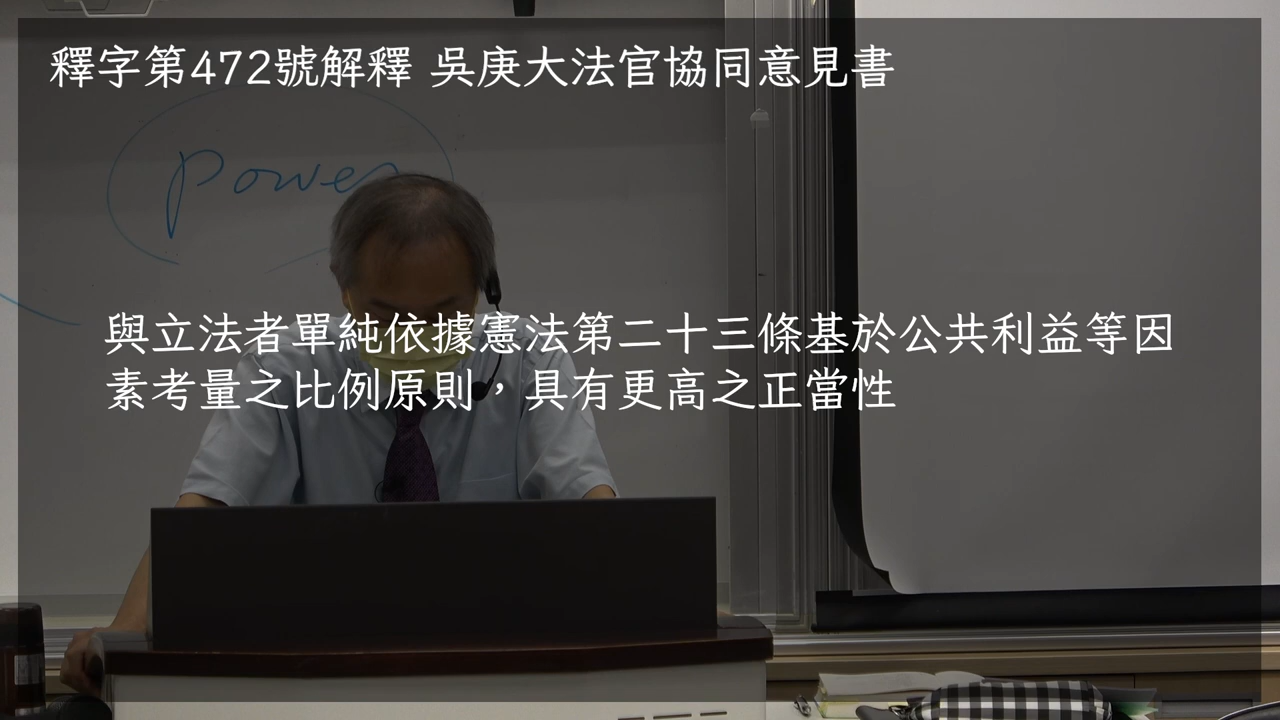 釋字第472號解釋 吳庚大法官協同意見書
power
與立法者單純依據憲法第二十三條基於公共利益等因
素考量之比例原則，具有更高之正當性